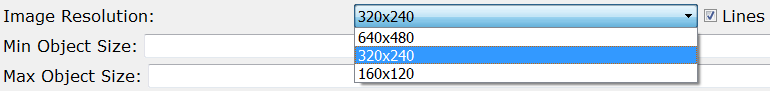 Image Resolution: 320x240 Lines
640x480
Min Object Size:
320x240
Max Object Size: 160x120